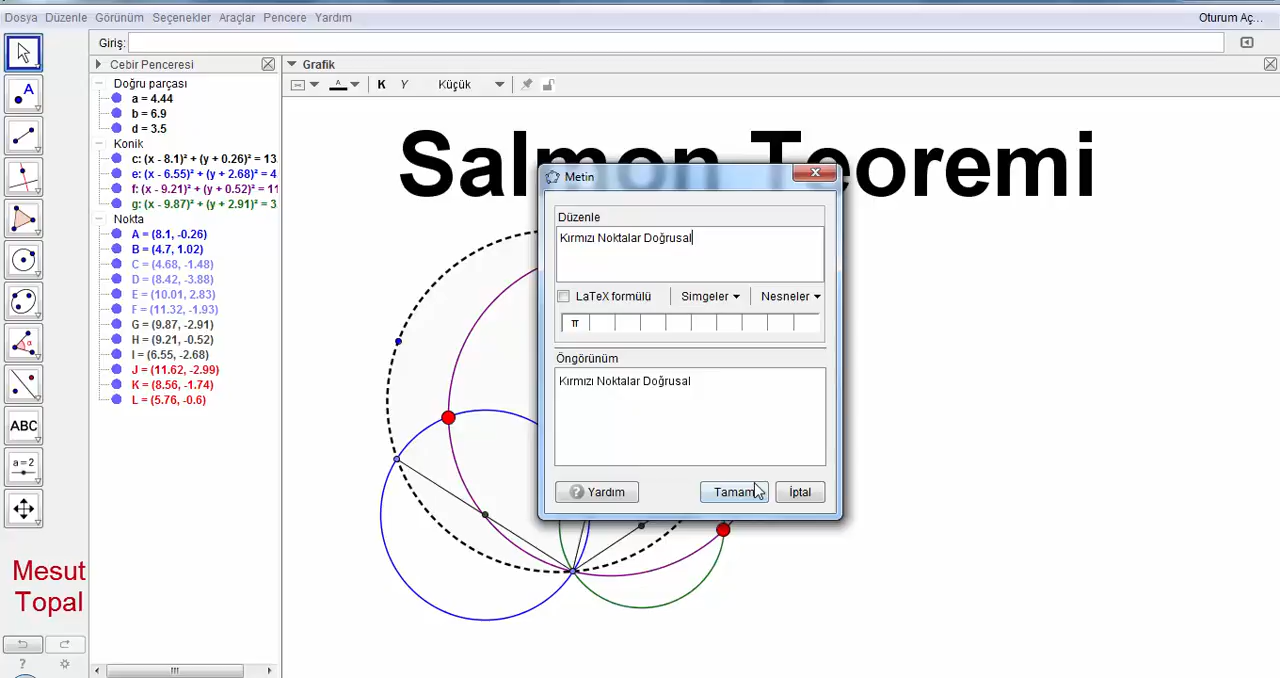 Dosya Düzenle Görünüm Seçenekler Araçlar Pencere Yardım
Oturum Aç...
Giriş:
Cebir Penceresi
Grafik
K Y Küçük
Doğru parçası
a = 4.44
b = 6.9
d = 3.5
Konik
c: (x - 8.1)² + (y + 0.26)² = 13.
e: (x - 6.55)² + (y + 2.68)² = 4
f: (x - 9.21)² + (y + 0.52)² = 11
g: (x - 9.87)² + (y + 2.91)² = 3
Nokta
A = (8.1, -0.26)
B = (4.7, 1.02)
C = (4.68, -1.48)
D = (8.42, -3.88)
E = (10.01, 2.83)
F = (11.32, -1.93)
G = (9.87, -2.91)
H = (9.21, -0.52)
I = (6.55, -2.68)
J = (11.62, -2.99)
K = (8.56, -1.74)
L = (5.76, -0.6)
A
α
ABC
a=2
Mesut
Topal
?
Salmon Teoremi
Metin
Düzenle
Kırmızı Noktalar Doğrusal
LaTeX formülü Simgeler Nesneler
π
Öngörünüm
Kırmızı Noktalar Doğrusal
Yardım Tamam İptal